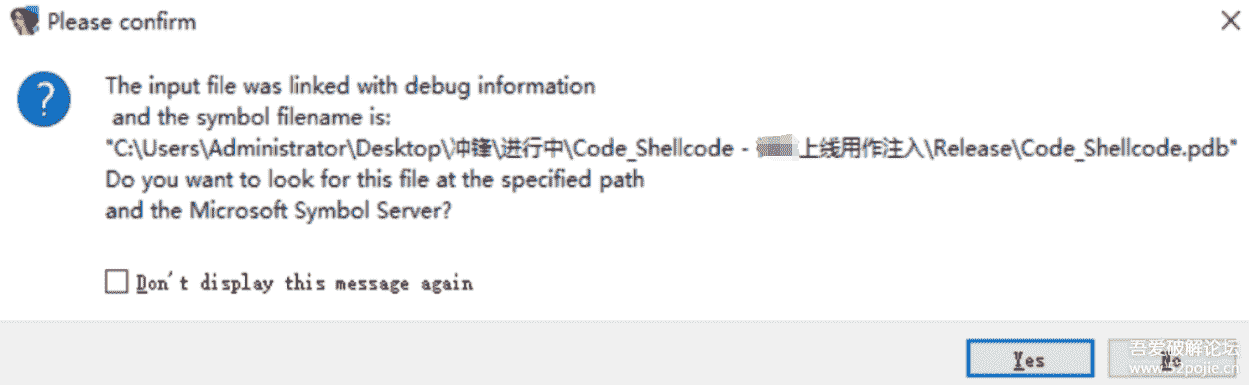 Please confirm
The input file was linked with debug information
and the symbol filename is:
"C:\Users\Administrator\Desktop\冲锋\进行中\Code_Shellcode - 上线用作注入\Release\Code_Shellcode.pdb"
Do you want to look for this file at the specified path
and the Microsoft Symbol Server?
Don't display this message again
Yes
No
吾爱破解论坛
www.52pojie.cn